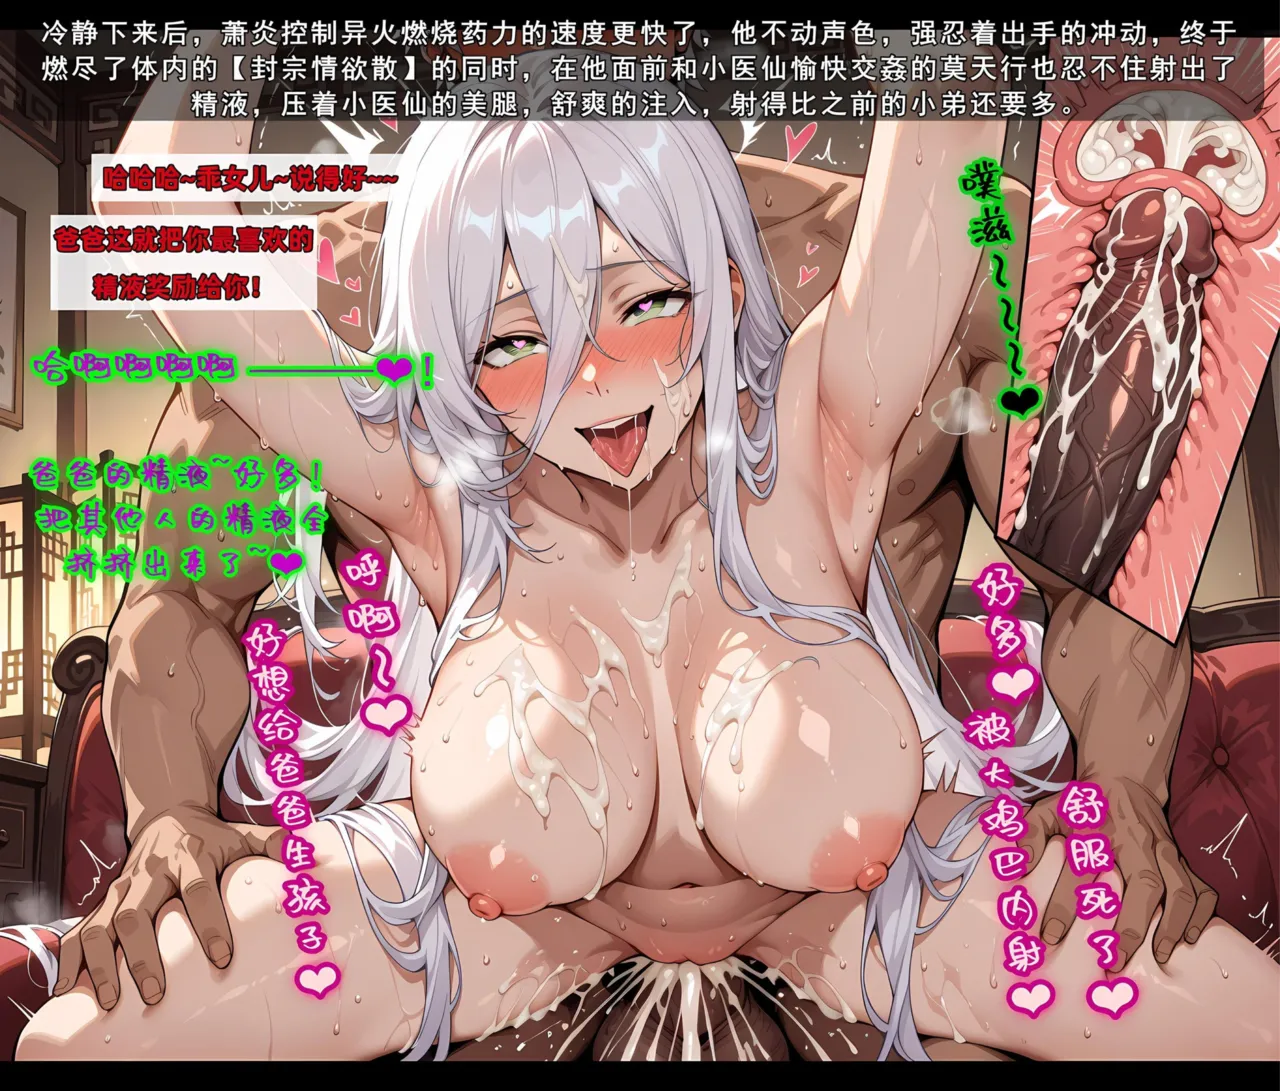 冷静下来后，萧炎控制异火燃烧药力的速度更快了，他不动声色，强忍着出手的冲动，终于
燃尽了体内的【封宗情欲散】的同时，在他面前和小医仙愉快交姦的莫天行也忍不住射出了
精液，压着小医仙的美腿，舒爽的注入，射得比之前的小弟还要多。
哈哈哈~乖女儿~说得好~~
爸爸这就把你最喜欢的
精液奖励给你！
哈啊啊啊啊————♥！
爸爸的精液~好多！
把其他人的精液全
挤挤出来了~♥
噗滋～～～♥
呼啊～♥
好想给爸爸生孩子♥
好多♥被大鸡巴内射♥
舒服死了♥